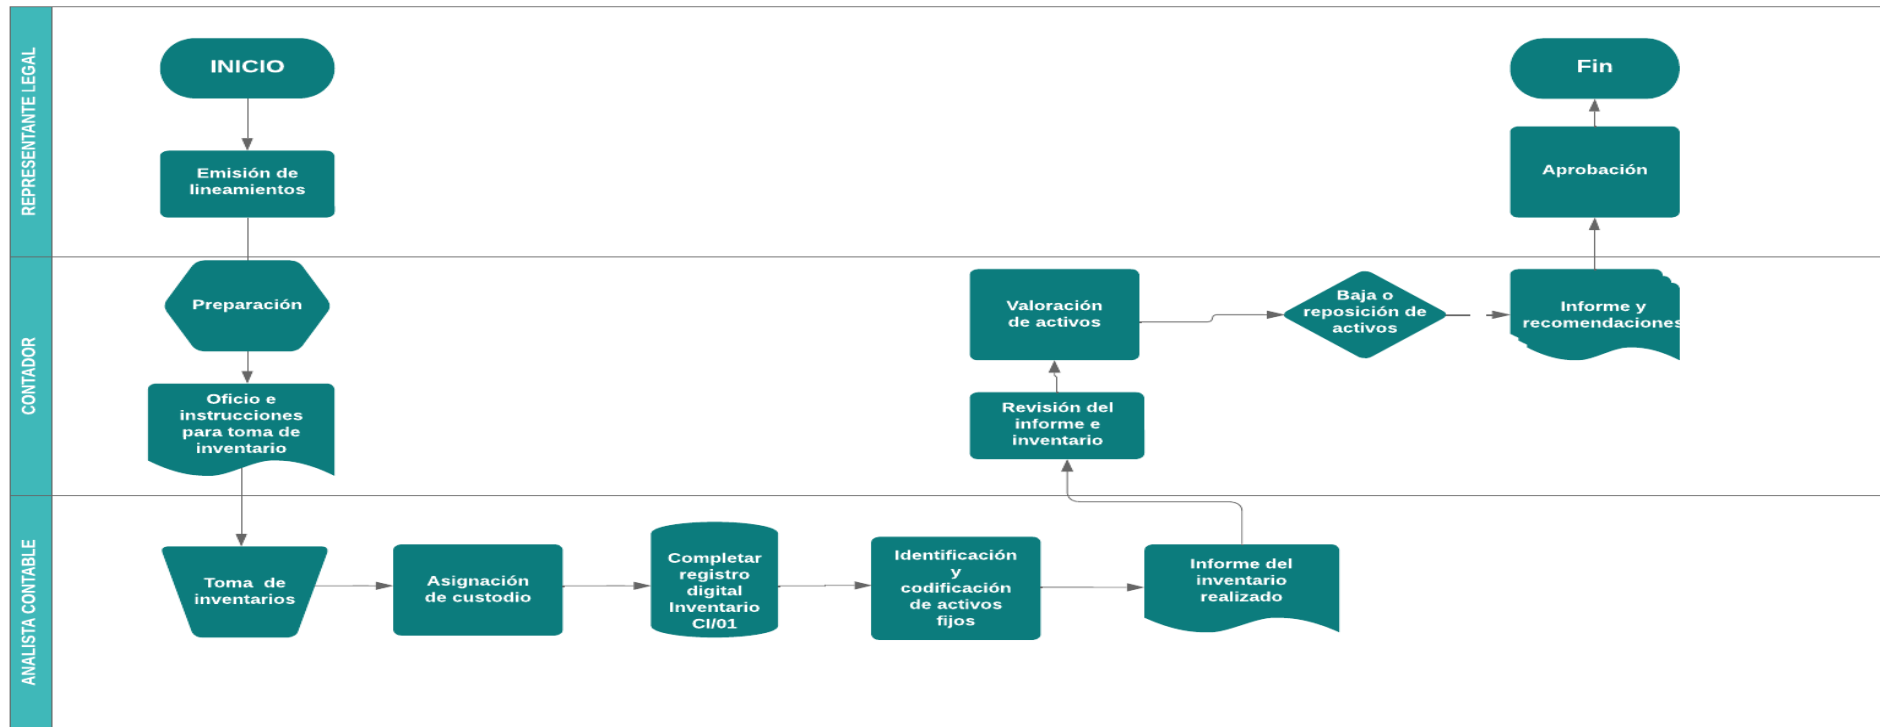 REPRESENTANTE LEGAL
INICIO
Emisión de
lineamientos
Fin
Aprobación
CONTADOR
Preparación
Oficio e
instrucciones
para toma de
inventario
Valoración
de activos
Revisión del
informe e
inventario
Baja o
reposición de
activos
Informe y
recomendaciones
ANALISTA CONTABLE
Toma de
inventarios
Asignación
de custodio
Completar
registro
digital
Inventario
CI/01
Identificación
y
codificación
de activos
fijos
Informe del
inventario
realizado